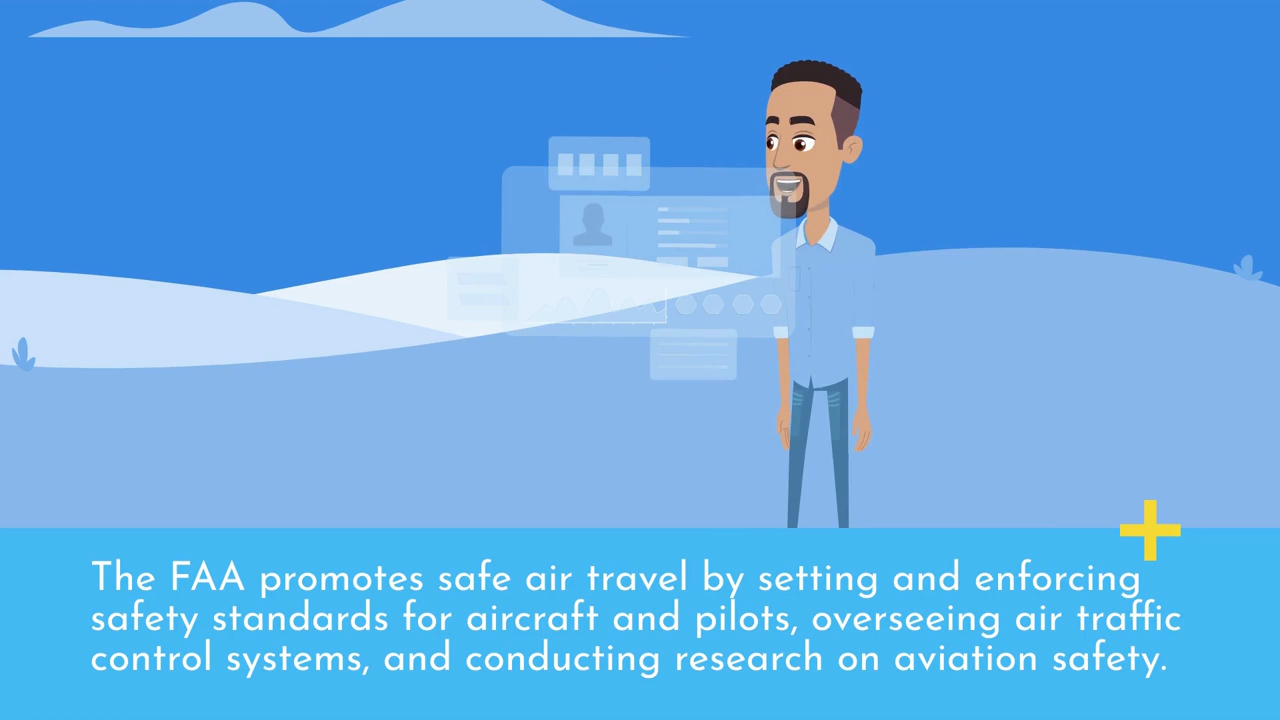 The FAA promotes safe air travel by setting and enforcing
safety standards for aircraft and pilots, overseeing air traffic
control systems, and conducting research on aviation safety.